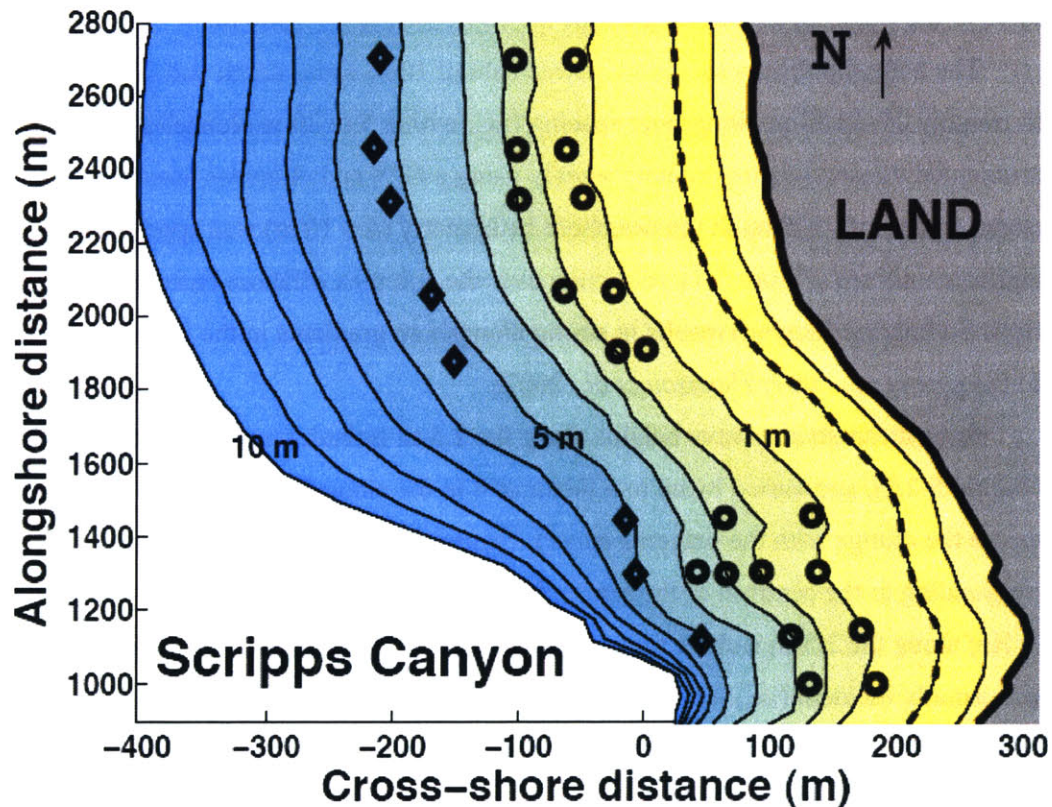 2800
2600
2400
2200
2000
1800
1600
1400
1200
1000
Alongshore distance (m)
N
LAND
10 m
5 m
1 m
Scripps Canyon
−400
−300
−200
−100
0
100
200
300
Cross−shore distance (m)